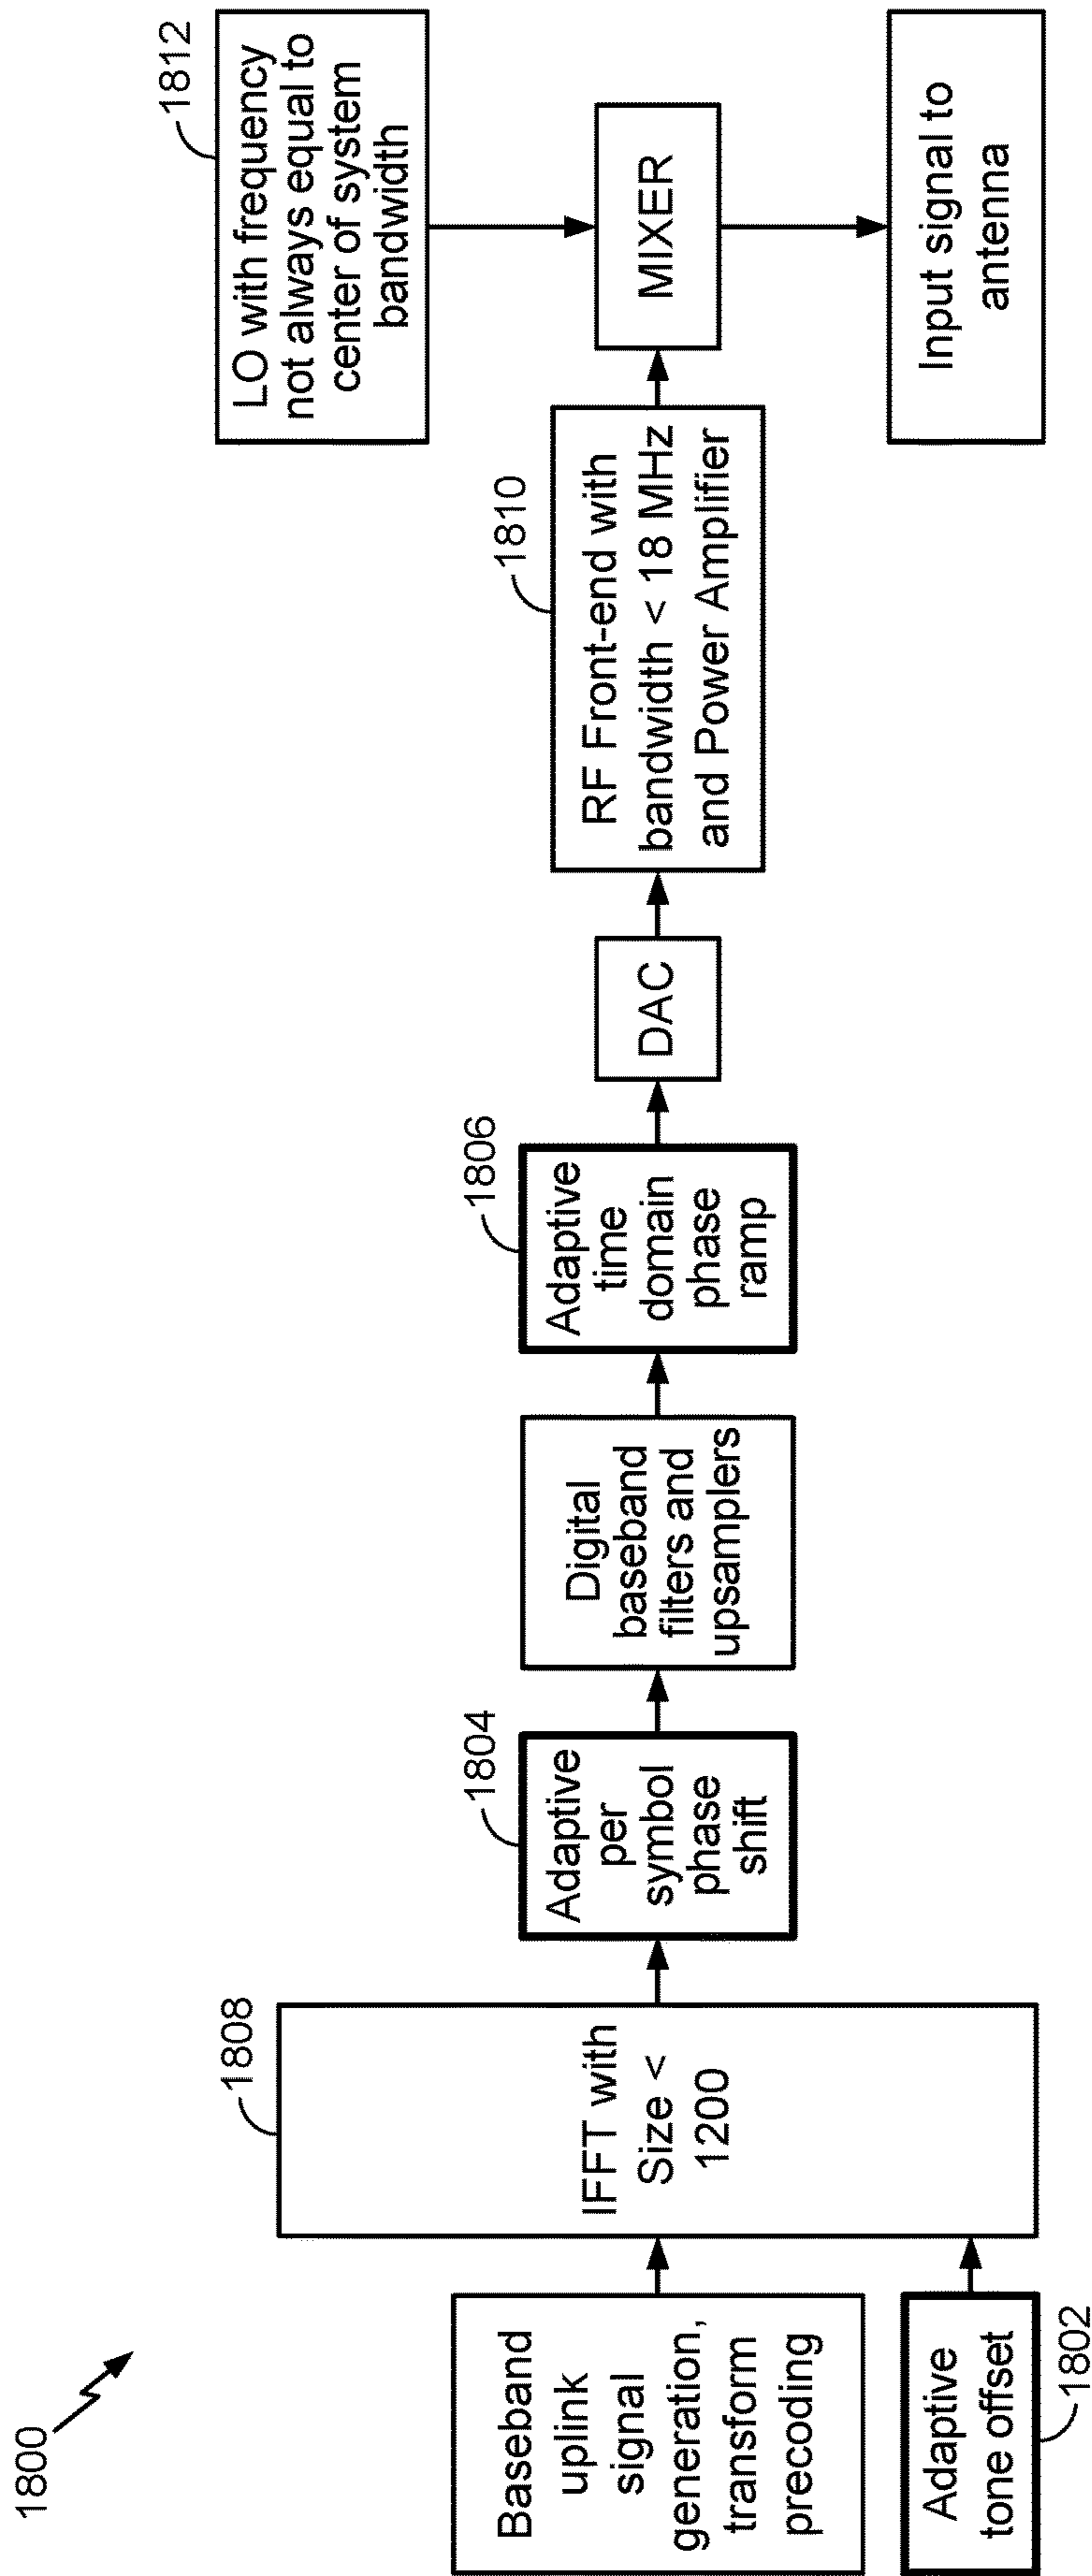 1800
Baseband
uplink
signal
generation,
transform
precoding
Adaptive
tone offset
1802
1808
IFFT with
Size <
1200
1804
Adaptive
per
symbol
phase
shift
Digital
baseband
filters and
upsamplers
1806
Adaptive
time
domain
phase
ramp
DAC
1810
RF Front-end with
bandwidth < 18 MHz
and Power Amplifier
1812
LO with frequency
not always equal to
center of system
bandwidth
MIXER
Input signal to
antenna